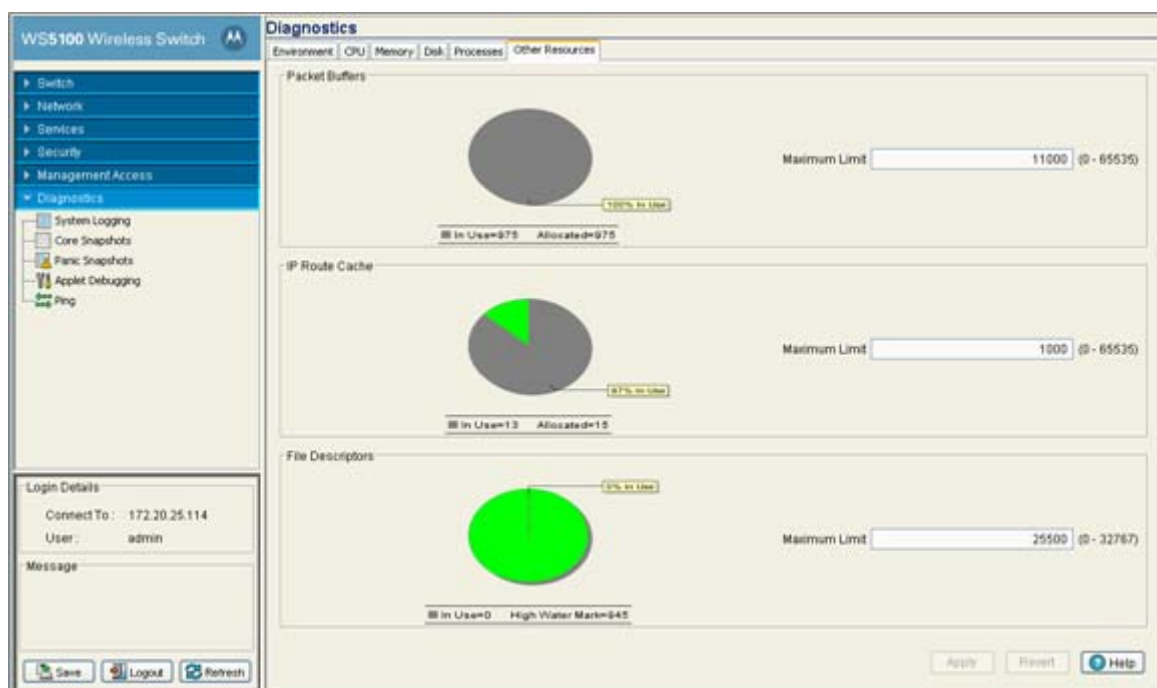 WS5100 Wireless Switch
Switch
Network
Services
Security
Management Access
Diagnostics
System Logging
Core Snapshots
Panic Snapshots
Applet Debugging
Ping
Login Details
Connect To : 172.20.25.114
User : admin
Message
Save Logout Refresh
Diagnostics
Environment CPU Memory Disk Processes Other Resources
Packet Buffers
100% In Use
In Use=975 Allocated=975
Maximum Limit 11000 (0 - 65535)
IP Route Cache
87% In Use
In Use=13 Allocated=15
Maximum Limit 1000 (0 - 65535)
File Descriptors
0% In Use
In Use=0 High Water Mark=945
Maximum Limit 25500 (0 - 32767)
Apply Revert Help